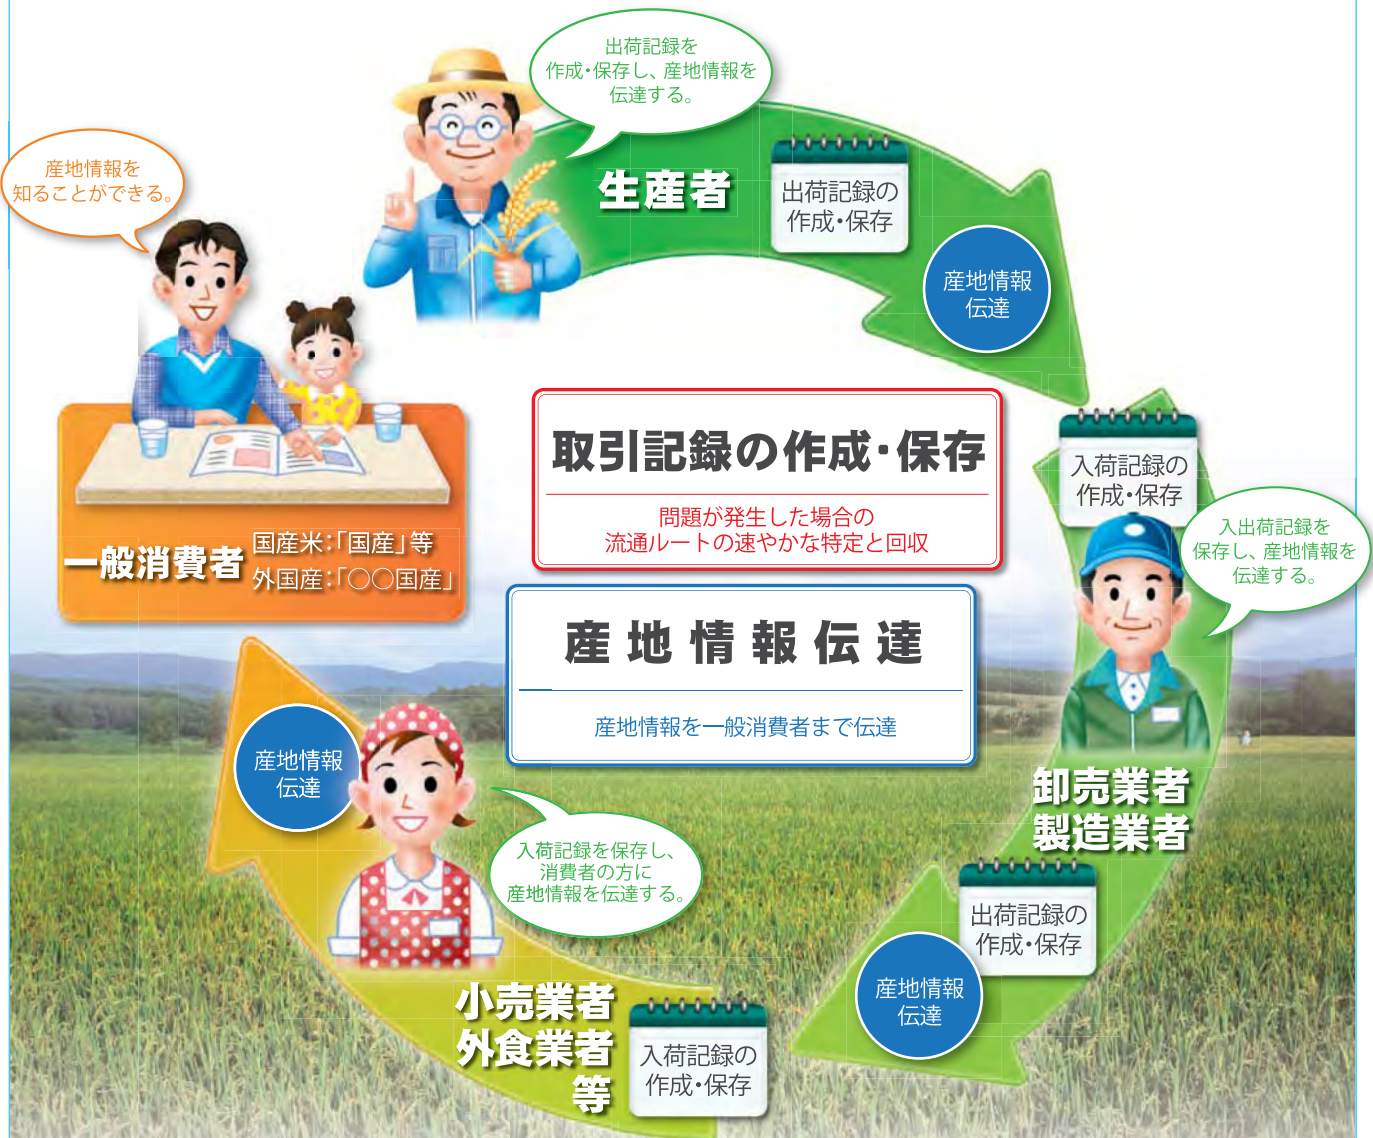 出荷記録を
作成・保存し、産地情報を
伝達する。
生産者
出荷記録の
作成・保存
産地情報
伝達
産地情報を
知ることができる。
一般消費者
国産米：「国産」等
外国産：「〇〇国産」
取引記録の作成・保存
問題が発生した場合の
流通ルートの速やかな特定と回収
産地情報伝達
産地情報を一般消費者まで伝達
入荷記録の
作成・保存
入出荷記録を
保存し、産地情報を
伝達する。
卸売業者
製造業者
出荷記録の
作成・保存
産地情報
伝達
入荷記録を保存し、
消費者の方に
産地情報を伝達する。
小売業者
外食業者
等
入荷記録の
作成・保存
産地情報
伝達